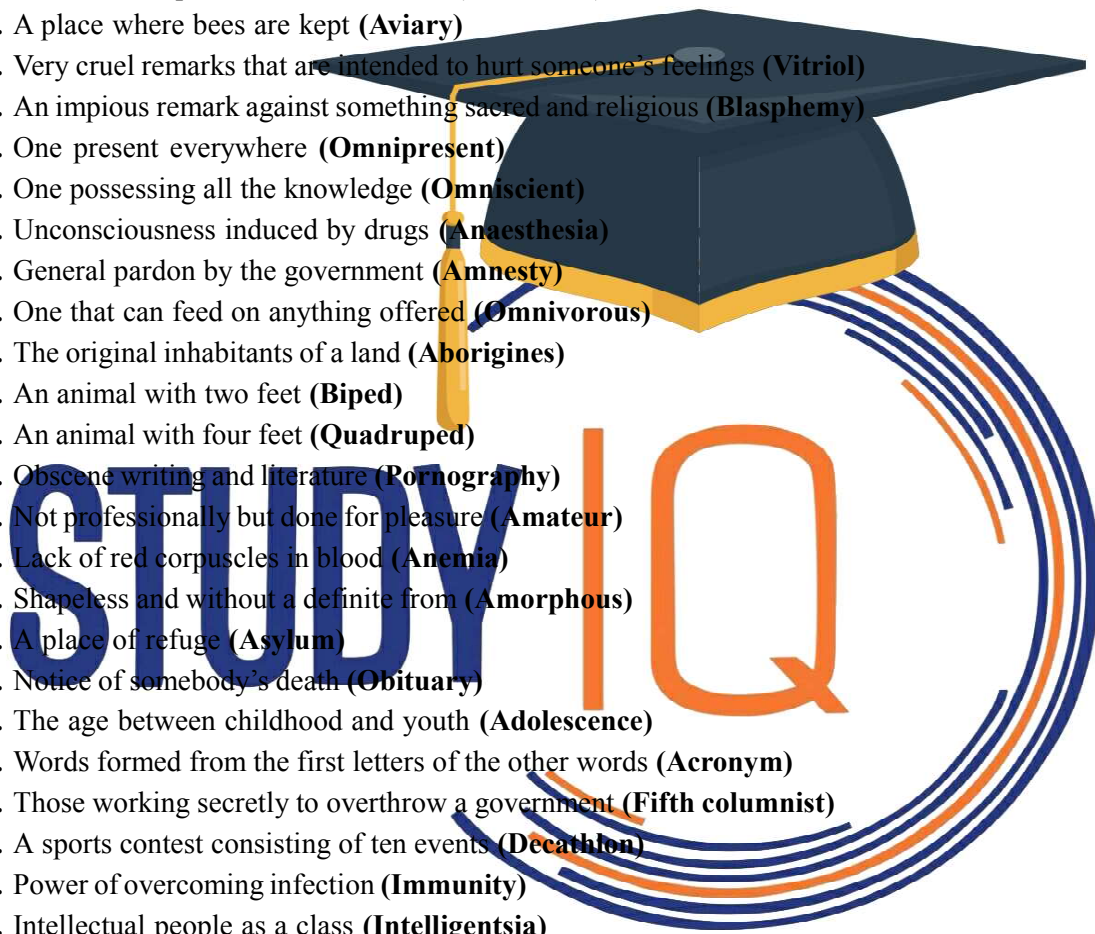 . A place where bees are kept (Aviary)
. Very cruel remarks that are intended to hurt someone's feelings (Vitriol)
. An impious remark against something sacred and religious (Blasphemy)
. One present everywhere (Omnipresent)
. One possessing all the knowledge (Omniscient)
. Unconsciousness induced by drugs (Anaesthesia)
. General pardon by the government (Amnesty)
. One that can feed on anything offered (Omnivorous)
. The original inhabitants of a land (Aborigines)
. An animal with two feet (Biped)
. An animal with four feet (Quadruped)
. Obscene writing and literature (Pornography)
. Not professionally but done for pleasure (Amateur)
. Lack of red corpuscles in blood (Anemia)
. Shapeless and without a definite from (Amorphous)
. A place of refuge (Asylum)
. Notice of somebody's death (Obituary)
. The age between childhood and youth (Adolescence)
. Words formed from the first letters of the other words (Acronym)
. Those working secretly to overthrow a government (Fifth columnist)
. A sports contest consisting of ten events (Decathlon)
. Power of overcoming infection (Immunity)
. Intellectual people as a class (Intelligentsia)
STUDY IQ